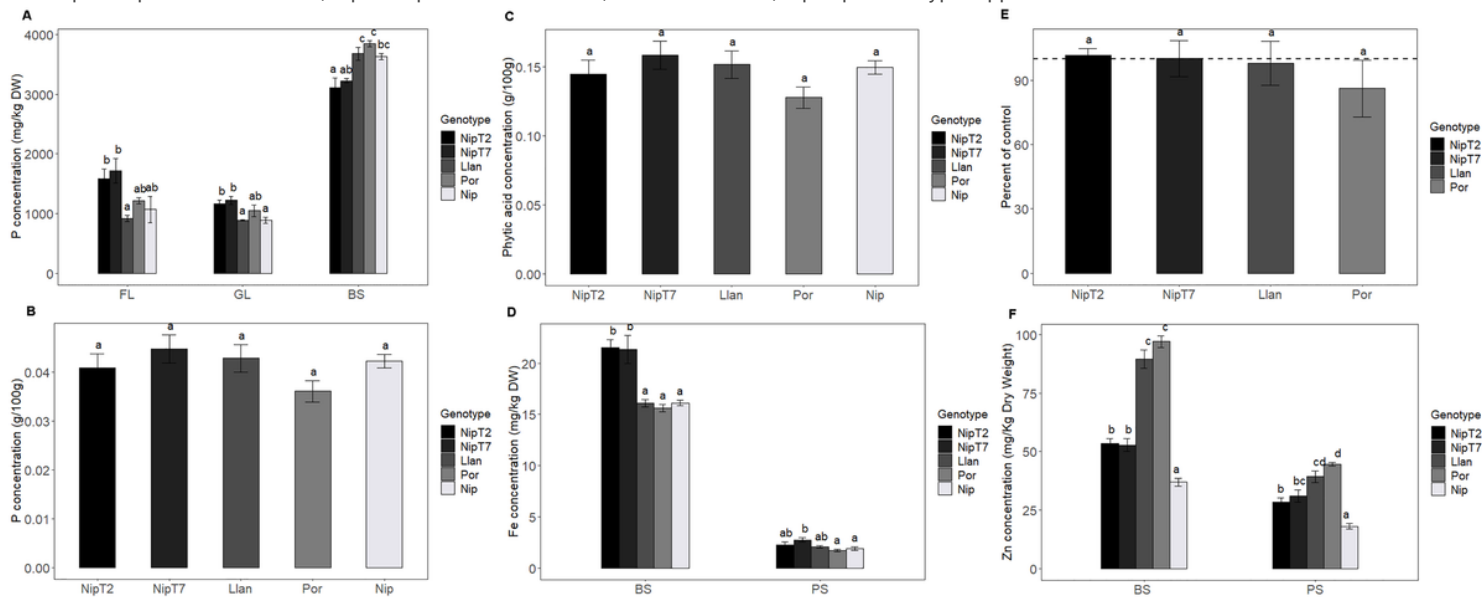 A
P concentration (mg/kg DW)
4000
3000
2000
1000
0
b b a ab ab
b b a ab a
a ab c c bc
FL GL BS
Genotype
NipT2
NipT7
Llan
Por
Nip
C
Phytic acid concentration (g/100g)
0.15
0.10
0.05
0.00
a a a a a
NipT2 NipT7 Llan Por Nip
Genotype
NipT2
NipT7
Llan
Por
Nip
E
Percent of control
90
60
30
0
a a a a
NipT2 NipT7 Llan Por
Genotype
NipT2
NipT7
Llan
Por
B
P concentration (g/100g)
0.04
0.03
0.02
0.01
0.00
a a a a a
NipT2 NipT7 Llan Por Nip
Genotype
NipT2
NipT7
Llan
Por
Nip
D
Fe concentration (mg/kg DW)
20
15
10
5
0
b b a a a
ab b ab a a
BS PS
Genotype
NipT2
NipT7
Llan
Por
Nip
F
Zn concentration (mg/Kg Dry Weight)
100
75
50
25
0
b b c c a
b bc cd d a
BS PS
Genotype
NipT2
NipT7
Llan
Por
Nip